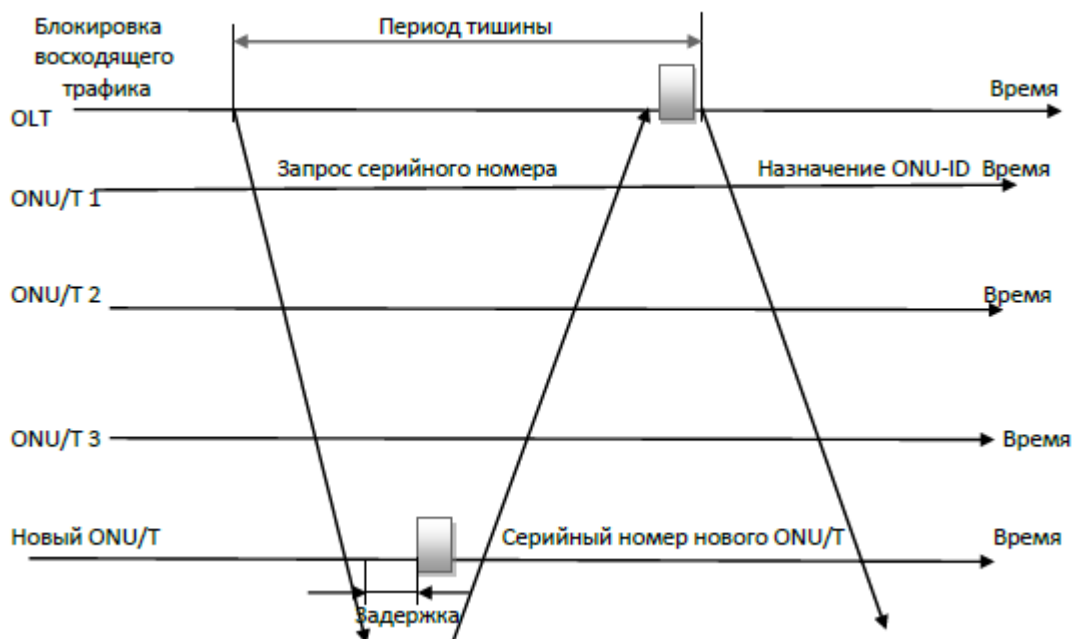 Блокировка
восходящего
трафика
Период тишины
Время
OLT
Запрос серийного номера
Назначение ONU-ID
Время
ONU/T 1
ONU/T 2
Время
ONU/T 3
Время
Новый ONU/T
Серийный номер нового ONU/T
Время
Задержка